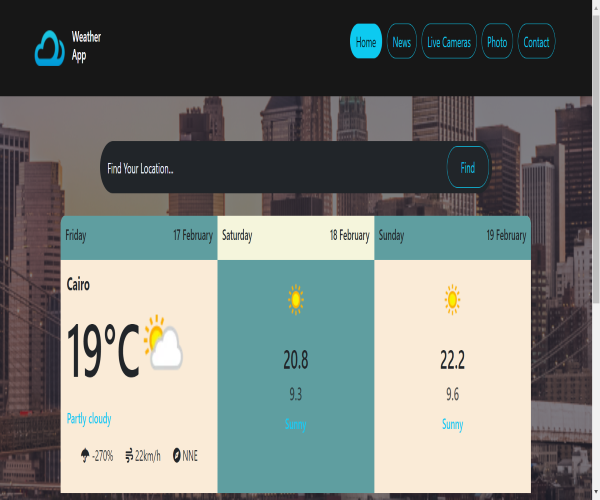 Weather
App
Home News Live Cameras Photo Contact
Find Your Location... Find
Friday 17 February Saturday 18 February Sunday 19 February
Cairo
19°C
20.8 22.2
9.3 9.6
Partly cloudy Sunny Sunny
-270% 22km/h NNE